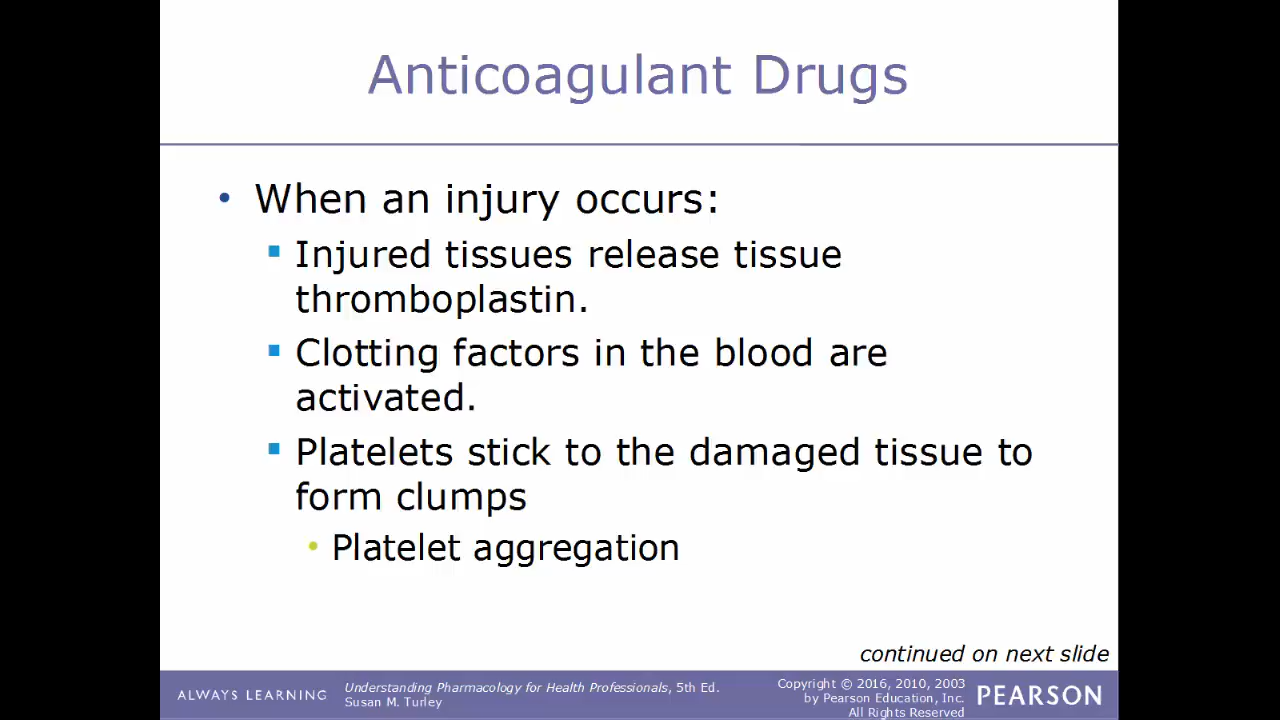 Anticoagulant Drugs
• When an injury occurs:
▪ Injured tissues release tissue
thromboplastin.
▪ Clotting factors in the blood are
activated.
▪ Platelets stick to the damaged tissue to
form clumps
• Platelet aggregation
continued on next slide
ALWAYS LEARNING
Understanding Pharmacology for Health Professionals, 5th Ed.
Susan M. Turley
Copyright © 2016, 2010, 2003
by Pearson Education, Inc.
All Rights Reserved
PEARSON